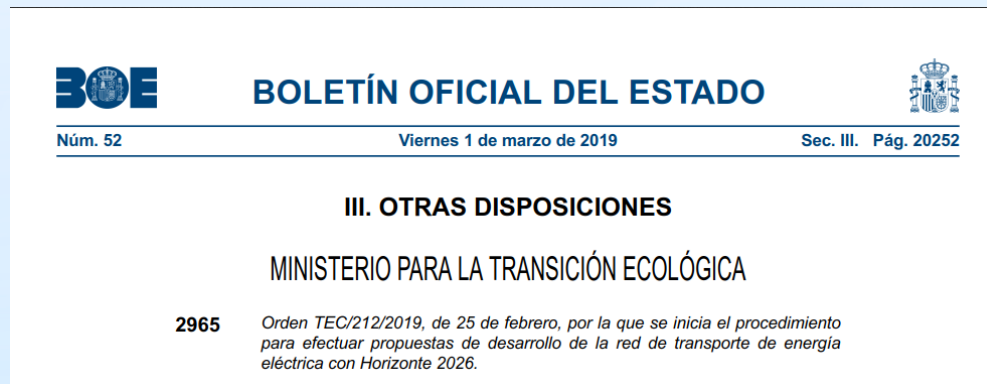 BOE
BOLETÍN OFICIAL DEL ESTADO
Núm. 52 Viernes 1 de marzo de 2019 Sec. III. Pág. 20252
III. OTRAS DISPOSICIONES
MINISTERIO PARA LA TRANSICIÓN ECOLÓGICA
2965 Orden TEC/212/2019, de 25 de febrero, por la que se inicia el procedimiento
para efectuar propuestas de desarrollo de la red de transporte de energía
eléctrica con Horizonte 2026.